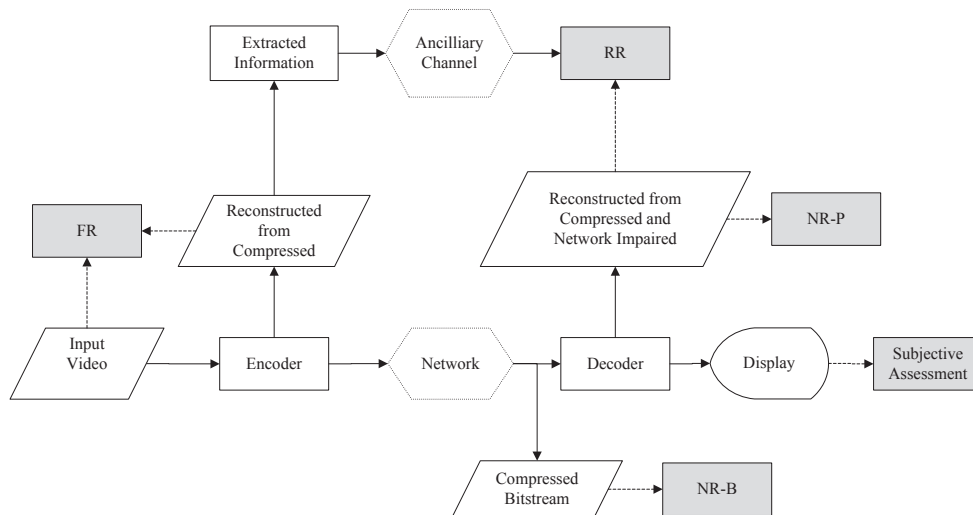 Extracted
Information
Ancilliary
Channel
RR
FR
Reconstructed
from
Compressed
Reconstructed from
Compressed and
Network Impaired
NR-P
Input
Video
Encoder
Network
Decoder
Display
Subjective
Assessment
Compressed
Bitstream
NR-B